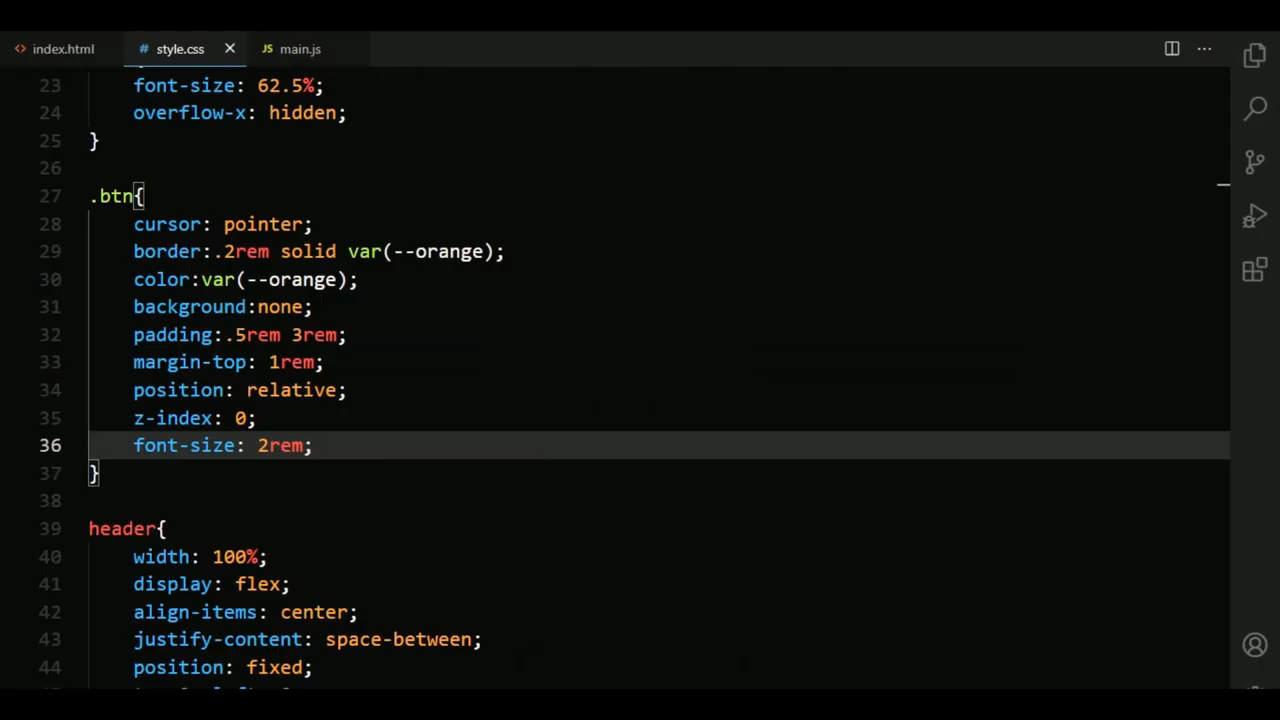 <> index.html # style.css × JS main.js ...
23 font-size: 62.5%;
24 overflow-x: hidden;
25 }
26
27 .btn{
28 cursor: pointer;
29 border:.2rem solid var(--orange);
30 color:var(--orange);
31 background:none;
32 padding:.5rem 3rem;
33 margin-top: 1rem;
34 position: relative;
35 z-index: 0;
36 font-size: 2rem;
37 }
38
39 header{
40 width: 100%;
41 display: flex;
42 align-items: center;
43 justify-content: space-between;
44 position: fixed;